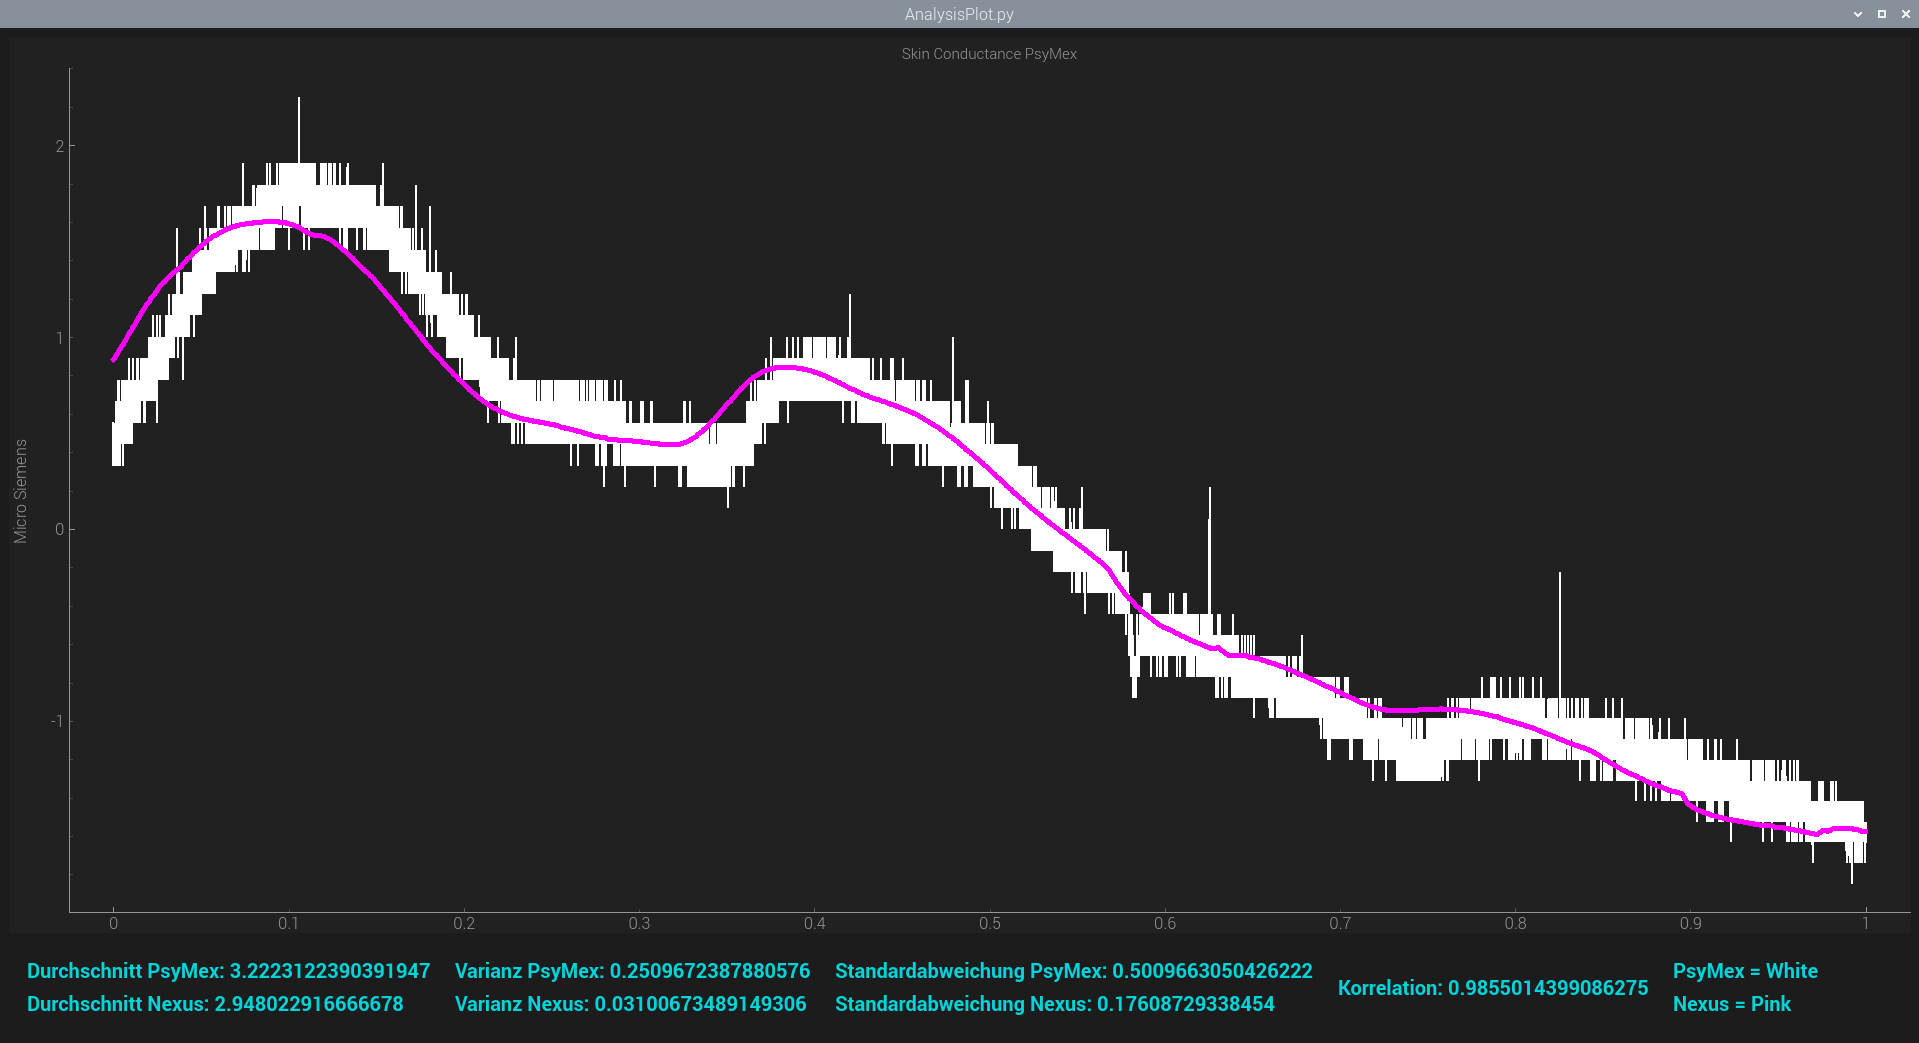 AnalysisPlot.py
Skin Conductance PsyMex
Micro Siemens
2
1
0
-1
0 0.1 0.2 0.3 0.4 0.5 0.6 0.7 0.8 0.9 1
Durchschnitt PsyMex: 3.2223122390391947 Varianz PsyMex: 0.2509672387880576 Standardabweichung PsyMex: 0.5009663050426222 PsyMex = White
Korrelation: 0.9855014399086275
Durchschnitt Nexus: 2.948022916666678 Varianz Nexus: 0.03100673489149306 Standardabweichung Nexus: 0.17608729338454 Nexus = Pink